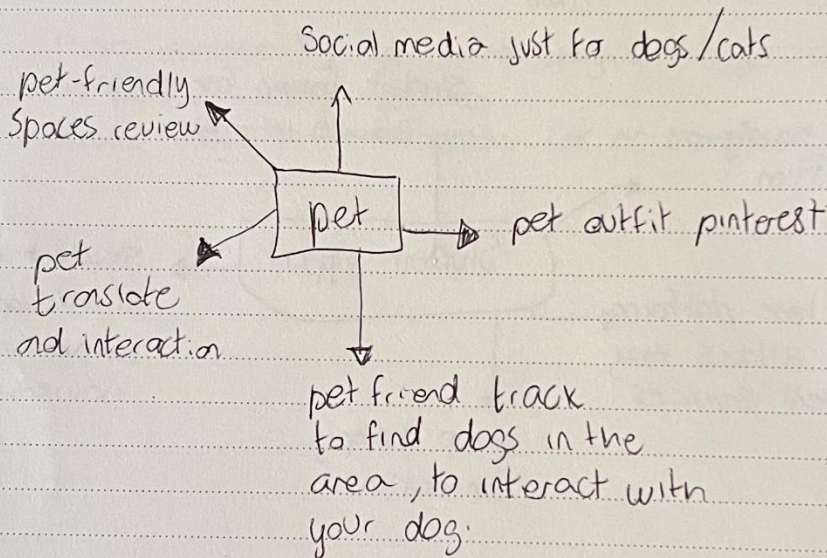 Social media just for dogs/cats
pet-friendly
Spaces review
pet
pet outfit pinterest
pet
translate
and interaction
pet friend track
to find dogs in the
area, to interact with
your dog.